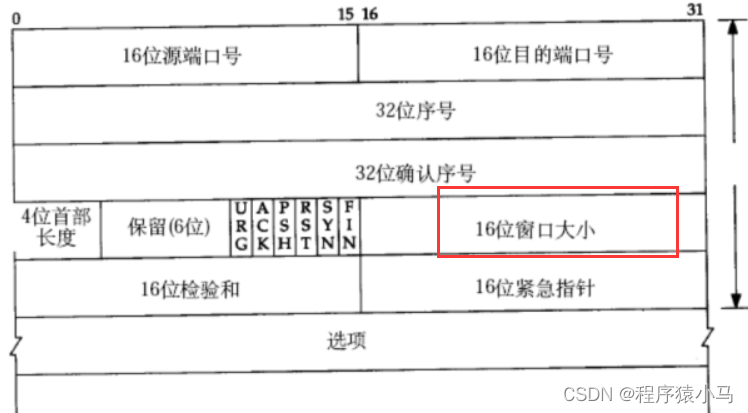 0 15 16 31
16位源端口号 16位目的端口号
32位序号
32位确认序号
4位首部
长度
保留(6位)
URG
ACK
PSH
RST
SYN
FIN
16位窗口大小
16位检验和 16位紧急指针
选项
CSDN @程序猿小马